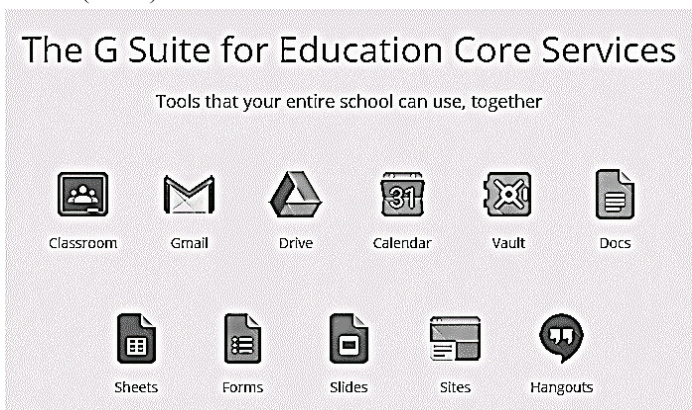 The G Suite for Education Core Services
Tools that your entire school can use, together
31
Classroom Gmail Drive Calendar Vault Docs
Sheets Forms Slides Sites Hangouts